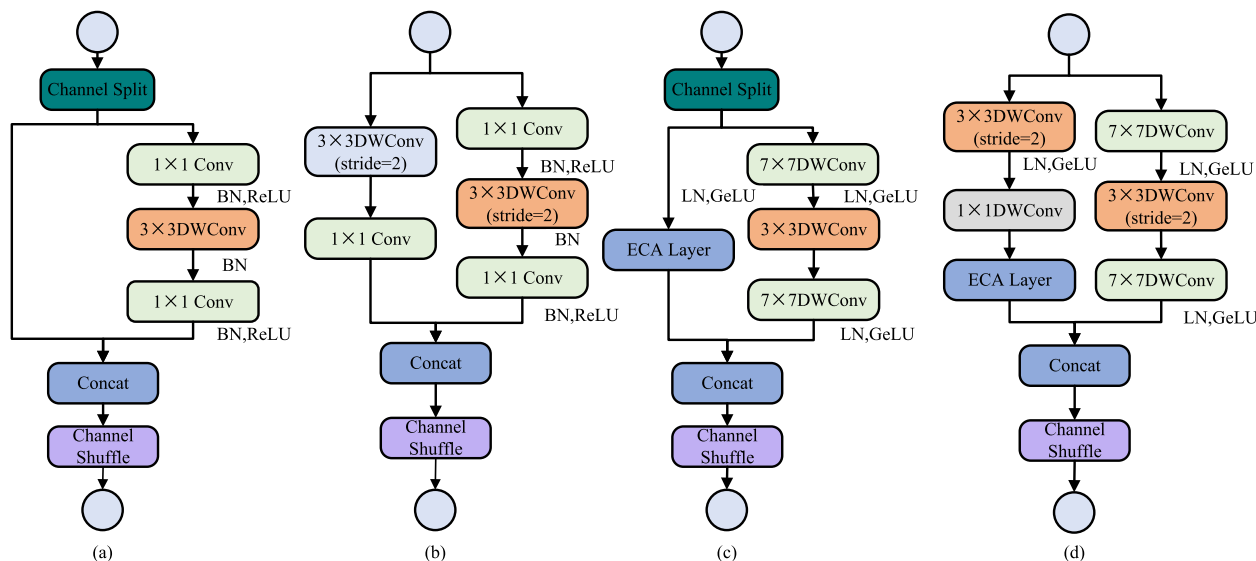 Channel Split
1×1 Conv
BN,ReLU
3×3DWConv
BN
1×1 Conv
BN,ReLU
Concat
Channel
Shuffle
(a)
3×3DWConv
(stride=2)
1×1 Conv
1×1 Conv
BN,ReLU
3×3DWConv
(stride=2)
BN
1×1 Conv
BN,ReLU
Concat
Channel
Shuffle
(b)
Channel Split
LN,GeLU
ECA Layer
7×7DWConv
LN,GeLU
3×3DWConv
7×7DWConv
LN,GeLU
Concat
Channel
Shuffle
(c)
3×3DWConv
(stride=2)
LN,GeLU
1×1DWConv
ECA Layer
7×7DWConv
LN,GeLU
3×3DWConv
(stride=2)
7×7DWConv
LN,GeLU
Concat
Channel
Shuffle
(d)